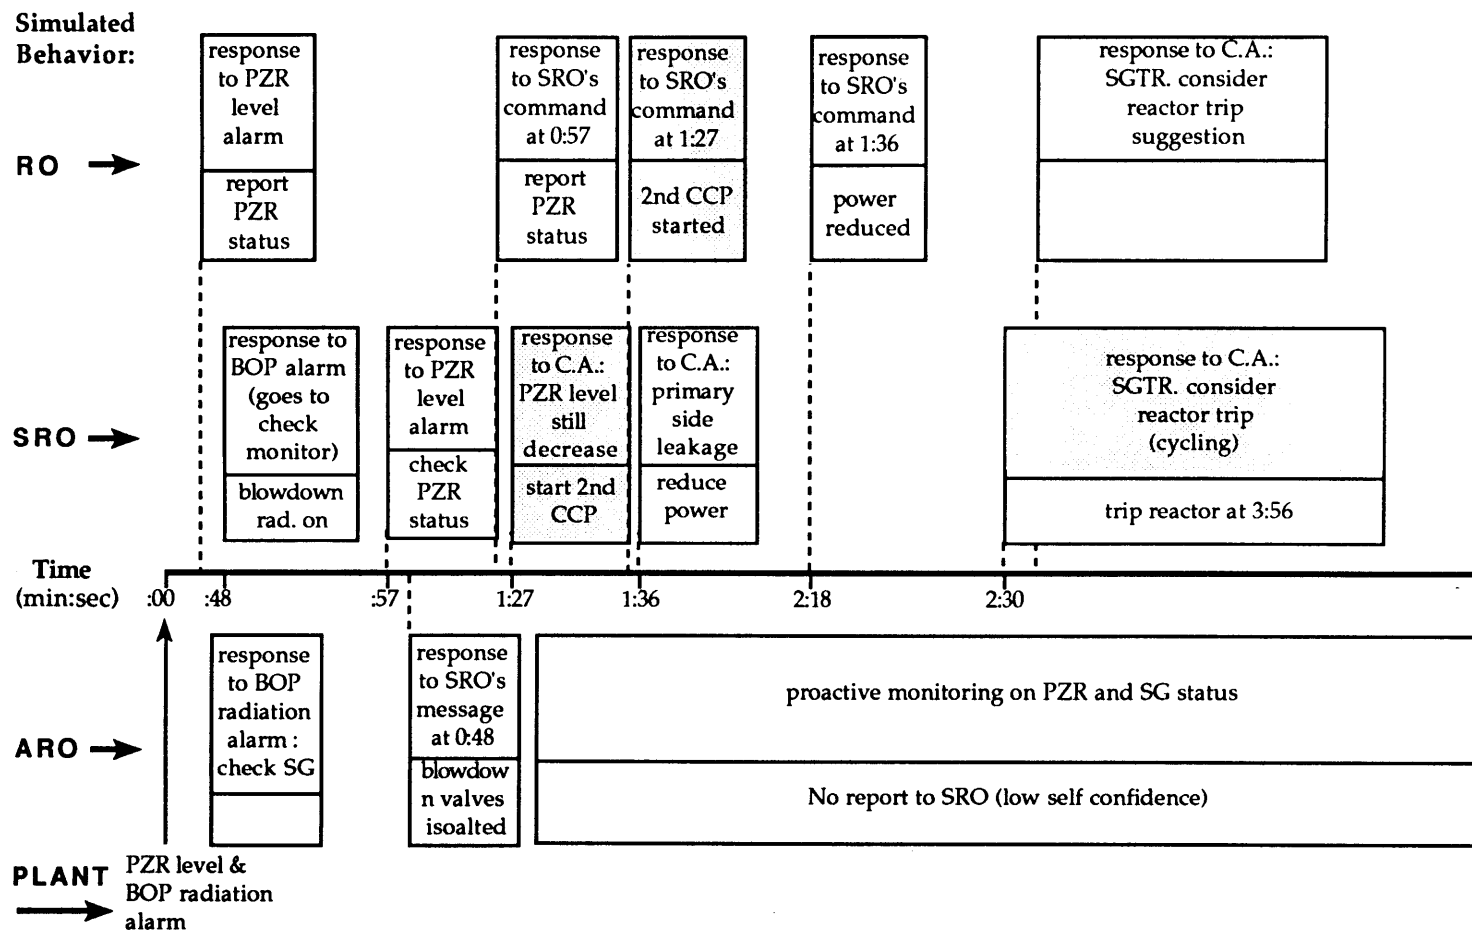 Simulated
Behavior:
RO
response
to PZR
level
alarm
report
PZR
status
response
to SRO's
command
at 0:57
report
PZR
status
response
to SRO's
command
at 1:27
2nd CCP
started
response
to SRO's
command
at 1:36
power
reduced
response to C.A.:
SGTR. consider
reactor trip
suggestion
SRO
response to
BOP alarm
(goes to
check
monitor)
blowdown
rad. on
response
to PZR
level
alarm
check
PZR
status
response
to C.A.:
PZR level
still
decrease
start 2nd
CCP
response
to C.A.:
primary
side
leakage
reduce
power
response to C.A.:
SGTR. consider
reactor trip
(cycling)
trip reactor at 3:56
Time
(min:sec)
:00
:48
:57
1:27
1:36
2:18
2:30
ARO
response
to BOP
radiation
alarm :
check SG
response
to SRO's
message
at 0:48
blowdow
n valves
isoalted
proactive monitoring on PZR and SG status
No report to SRO (low self confidence)
PLANT
PZR level &
BOP radiation
alarm